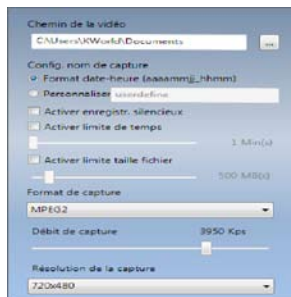 Chemin de la vidéo
C:\Users\KWorld\Documents
...
Config. nom de capture
Format date-heure (aaaammjj_hhmm)
Personnaliser userdefine
Activer enregistr. silencieux
Activer limite de temps
1 Min(s)
Activer limite taille fichier
500 MB(s)
Format de capture
MPEG2
Débit de capture 3950 Kps
Résolution de la capture
720x480